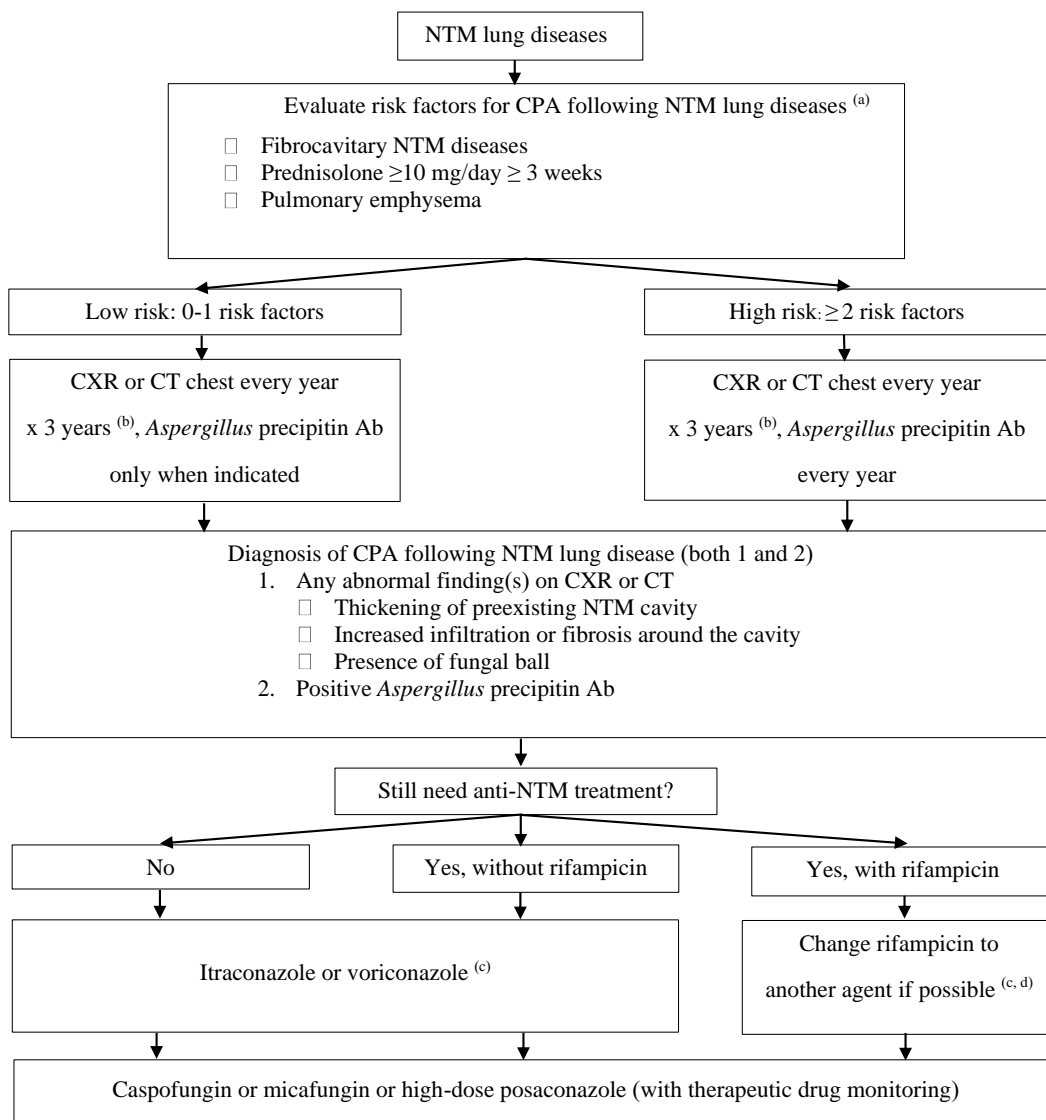 NTM lung diseases
Evaluate risk factors for CPA following NTM lung diseases (a)
Fibrocavitary NTM diseases
Prednisolone ≥10 mg/day ≥ 3 weeks
Pulmonary emphysema
Low risk: 0-1 risk factors
High risk: ≥ 2 risk factors
CXR or CT chest every year
x 3 years (b), Aspergillus precipitin Ab
only when indicated
CXR or CT chest every year
x 3 years (b), Aspergillus precipitin Ab
every year
Diagnosis of CPA following NTM lung disease (both 1 and 2)
1. Any abnormal finding(s) on CXR or CT
Thickening of preexisting NTM cavity
Increased infiltration or fibrosis around the cavity
Presence of fungal ball
2. Positive Aspergillus precipitin Ab
Still need anti-NTM treatment?
No
Yes, without rifampicin
Yes, with rifampicin
Itraconazole or voriconazole (c)
Change rifampicin to
another agent if possible (c, d)
Caspofungin or micafungin or high-dose posaconazole (with therapeutic drug monitoring)